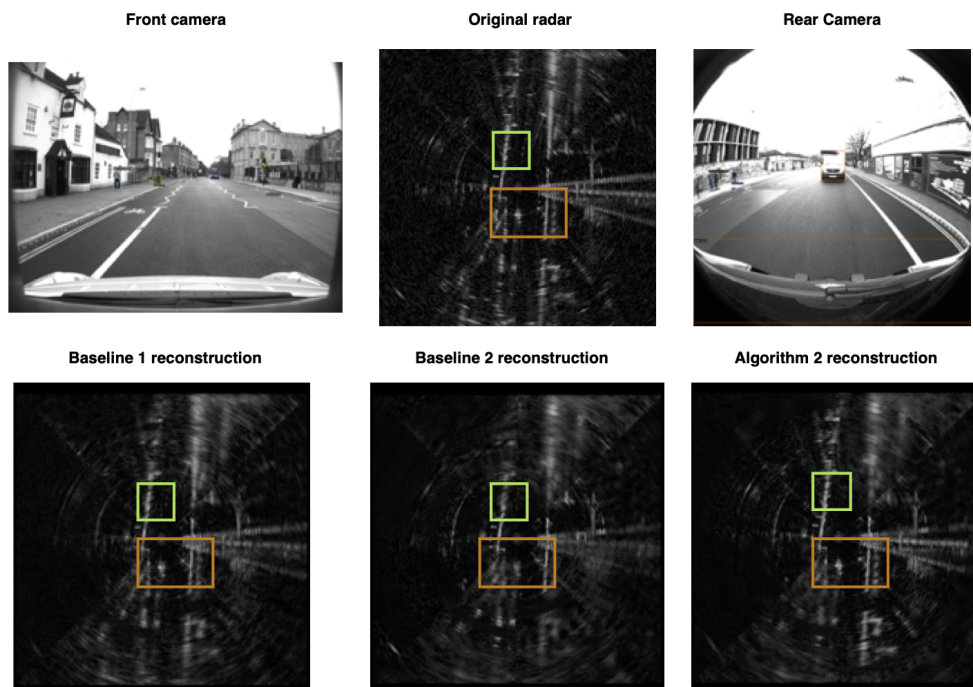 Front camera
Original radar
Rear Camera
Baseline 1 reconstruction
Baseline 2 reconstruction
Algorithm 2 reconstruction